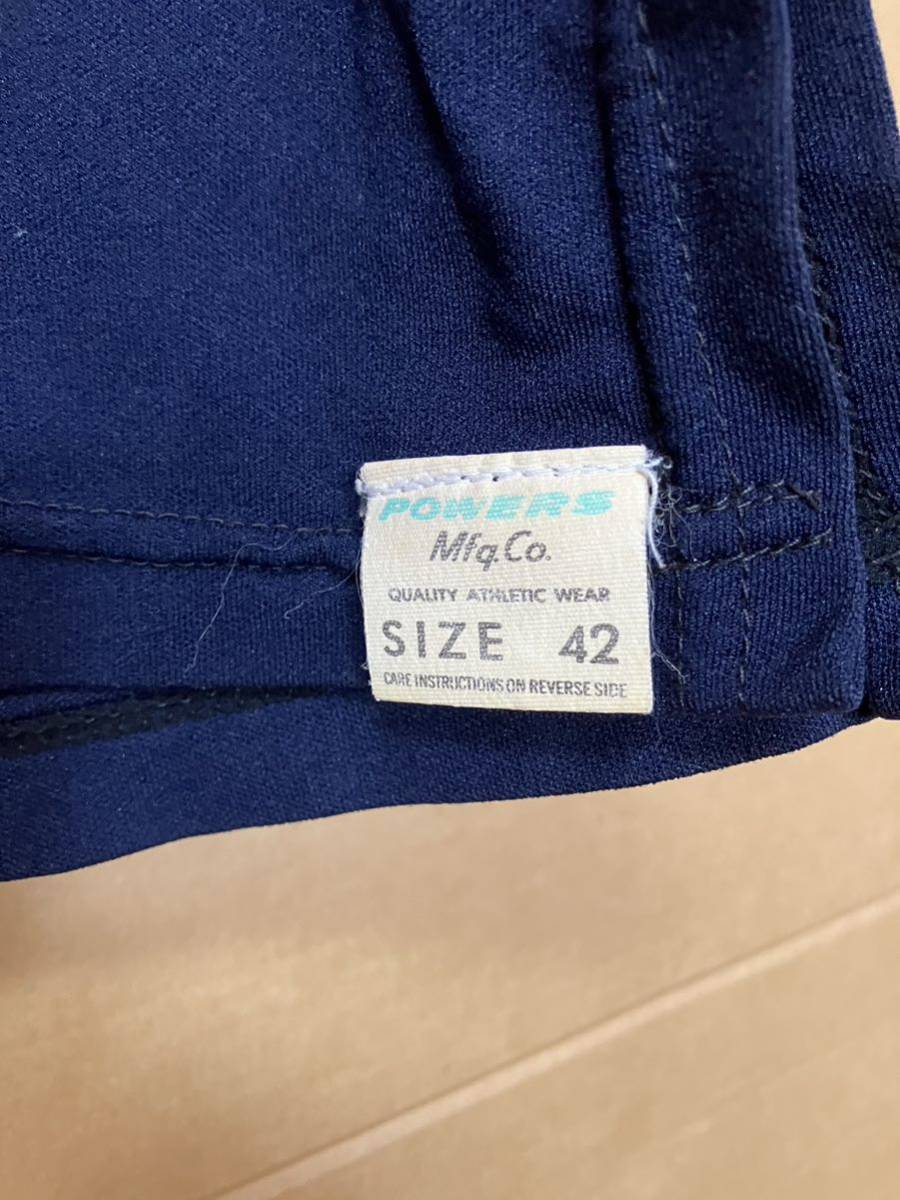 POWERS
Mfg.Co.
QUALITY ATHLETIC WEAR
SIZE 42
CARE INSTRUCTIONS ON REVERSE SIDE